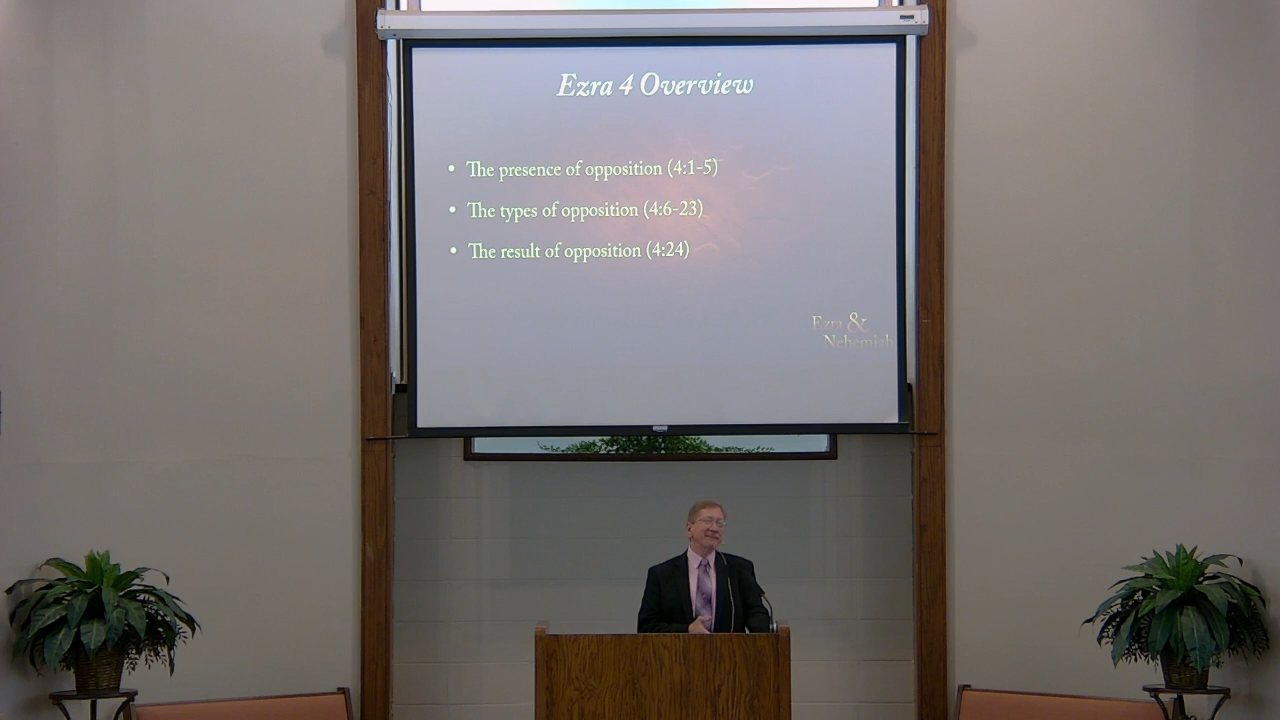 Ezra 4 Overview
• The presence of opposition (4:1-5)
• The types of opposition (4:6-23)
• The result of opposition (4:24)
Ezra &
Nehemiah